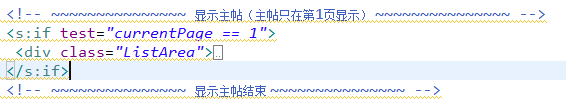 <!-- ~~~~~~~~~~~~~~~ 显示主帖（主帖只在第1页显示）~~~~~~~~~~~~~~~ -->
<s:if test="currentPage == 1">
<div class="ListArea">
</s:if>
<!-- ~~~~~~~~~~~~~~~ 显示主帖结束~~~~~~~~~~~~~~~ -->